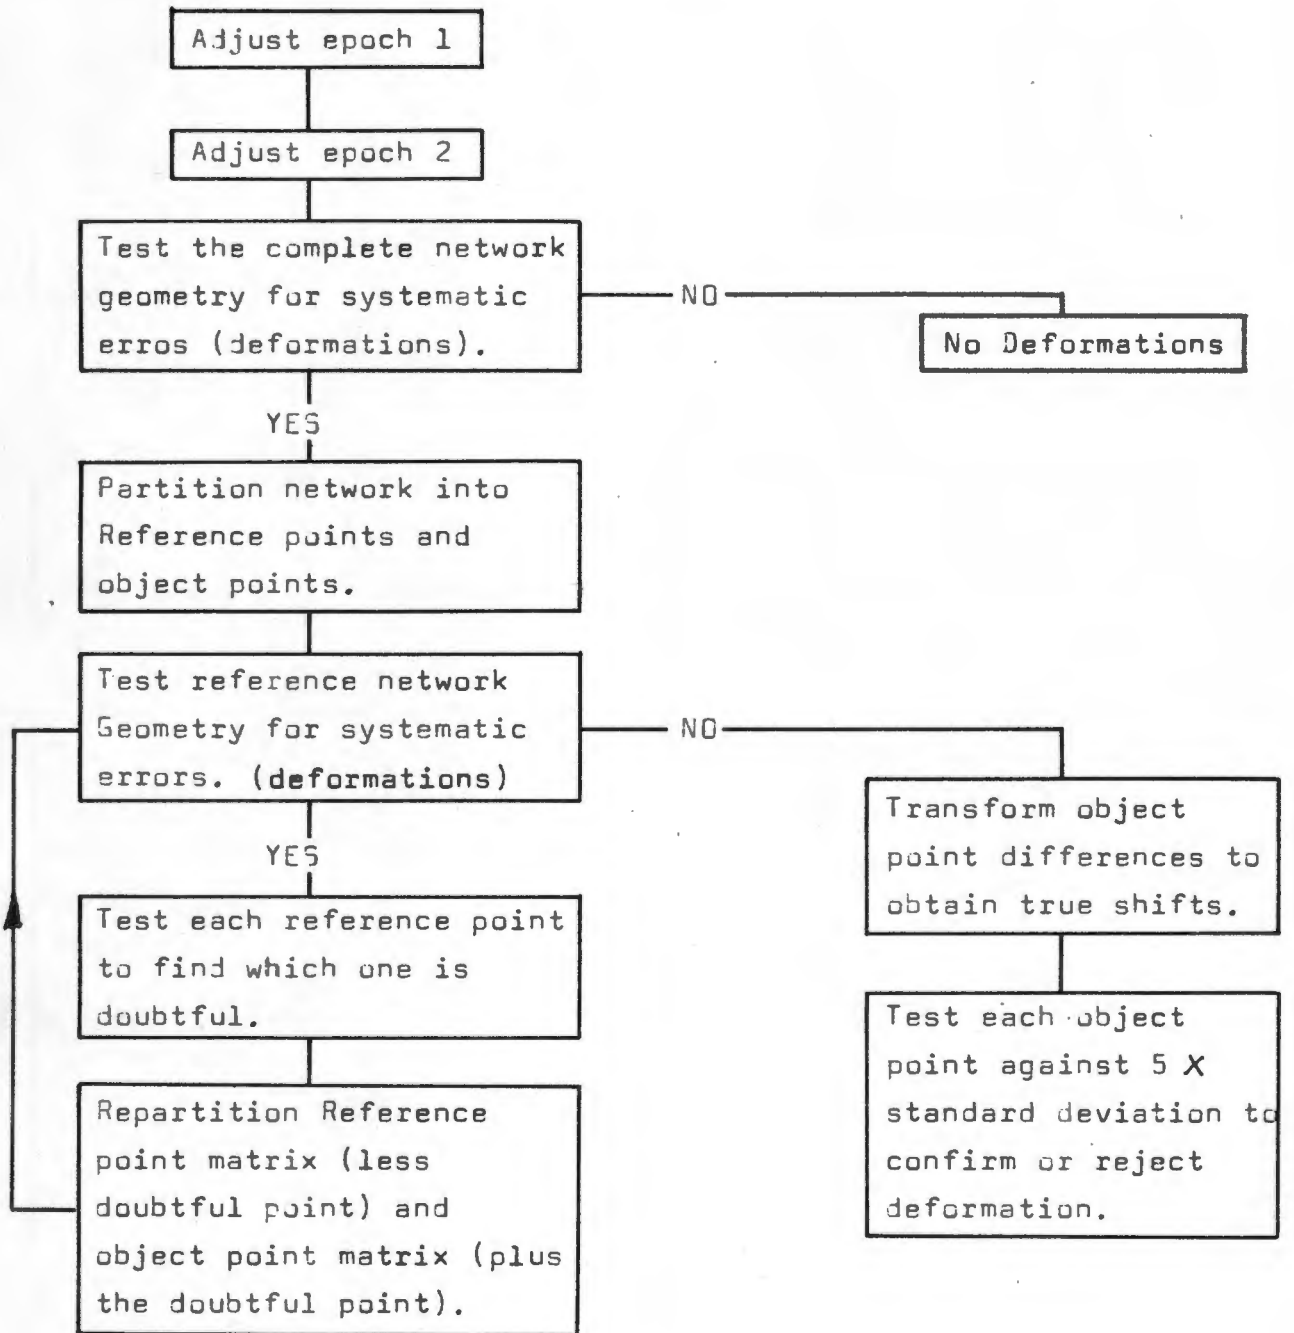 Adjust epoch 1
Adjust epoch 2
Test the complete network
geometry for systematic
erros (deformations).
NO
No Deformations
YES
Partition network into
Reference points and
object points.
Test reference network
Geometry for systematic
errors. (deformations)
NO
YES
Transform object
point differences to
obtain true shifts.
Test each reference point
to find which one is
doubtful.
Test each object
point against 5 X
standard deviation to
confirm or reject
deformation.
Repartition Reference
point matrix (less
doubtful point) and
object point matrix (plus
the doubtful point).